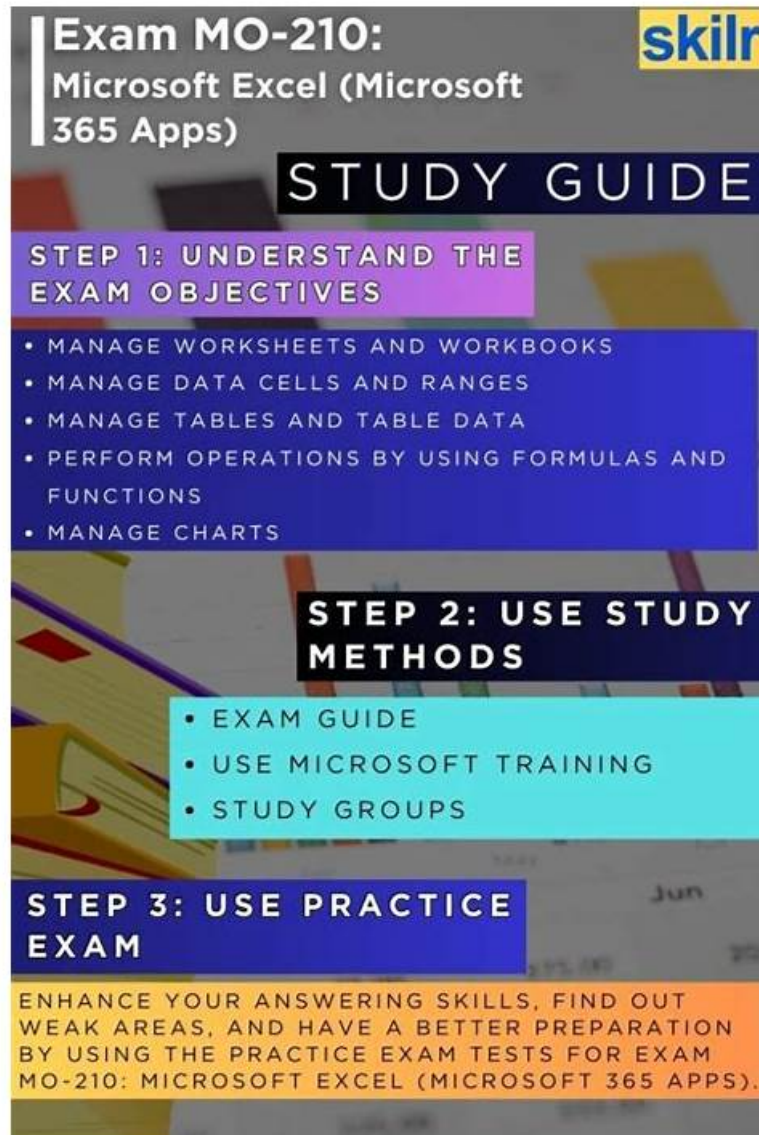 Exam MO-210:
skilr
Microsoft Excel (Microsoft
365 Apps)
STUDY GUIDE
STEP 1: UNDERSTAND THE
EXAM OBJECTIVES
• MANAGE WORKSHEETS AND WORKBOOKS
• MANAGE DATA CELLS AND RANGES
• MANAGE TABLES AND TABLE DATA
• PERFORM OPERATIONS BY USING FORMULAS AND
FUNCTIONS
• MANAGE CHARTS
STEP 2: USE STUDY
METHODS
• EXAM GUIDE
• USE MICROSOFT TRAINING
• STUDY GROUPS
Jun
STEP 3: USE PRACTICE
EXAM
ENHANCE YOUR ANSWERING SKILLS, FIND OUT
WEAK AREAS, AND HAVE A BETTER PREPARATION
BY USING THE PRACTICE EXAM TESTS FOR EXAM
MO-210: MICROSOFT EXCEL (MICROSOFT 365 APPS).